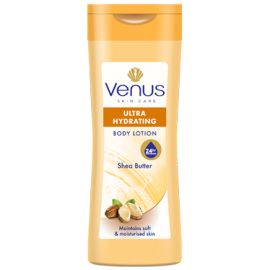 Venus
SKIN CARE
ULTRA
HYDRATING
BODY LOTION
24
Shea Butter
Maintains soft
& moisturised skin